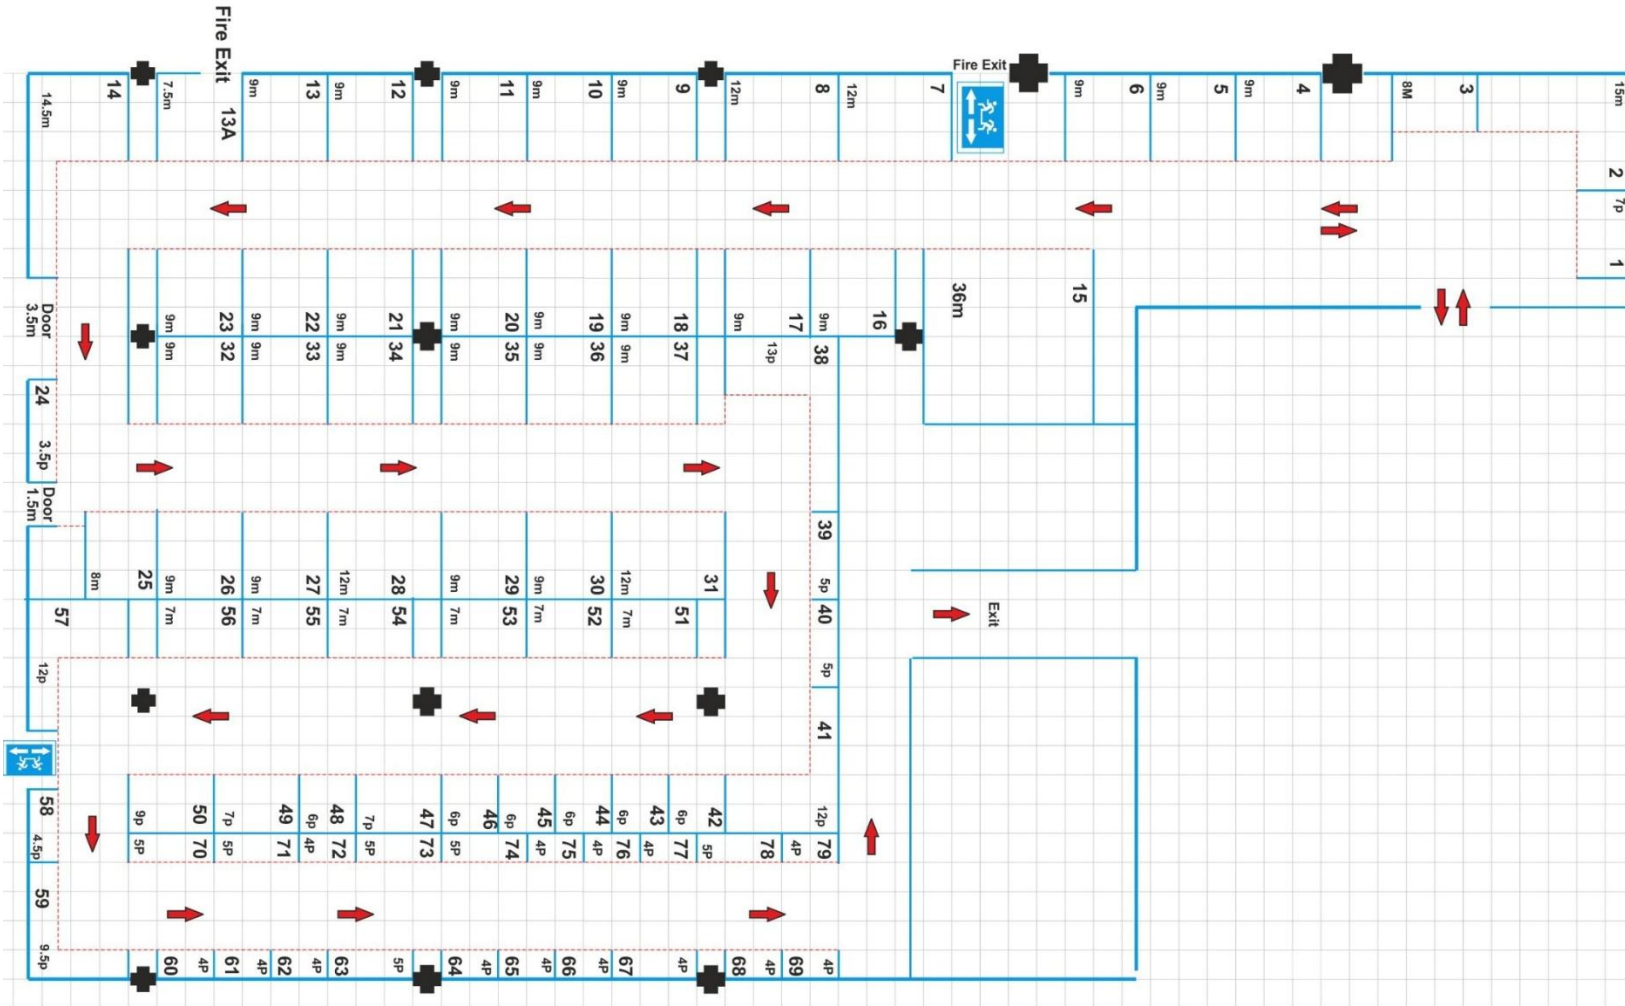 Fire Exit
Fire Exit
14.5m
14
7.5m
13A
9m
13
9m
12
9m
11
9m
10
9m
9
12m
8
12m
7
9m
6
9m
5
9m
4
8M
3
15m
2
7p
1
Door
3.5m
9m
23
9m
22
9m
21
9m
20
9m
19
9m
18
9m
17
9m
16
36m
15
9m
32
9m
33
9m
34
9m
35
9m
36
9m
37
13p
38
24
3.5p
Door
1.5m
39
5p
8m
25
9m
26
9m
27
12m
28
9m
29
9m
30
12m
31
57
12p
7m
56
7m
55
7m
54
7m
53
7m
52
7m
51
40
5p
Exit
41
12p
58
4.5p
9p
50
7p
49
6p
48
7p
47
6p
46
6p
45
6p
44
6p
43
6p
42
5P
70
5P
71
4P
72
5P
73
5P
74
4P
75
4P
76
4P
77
5P
78
4P
79
59
9.5p
60
4P
61
4P
62
4P
63
5P
64
4P
65
4P
66
4P
67
4P
68
4P
69
4P